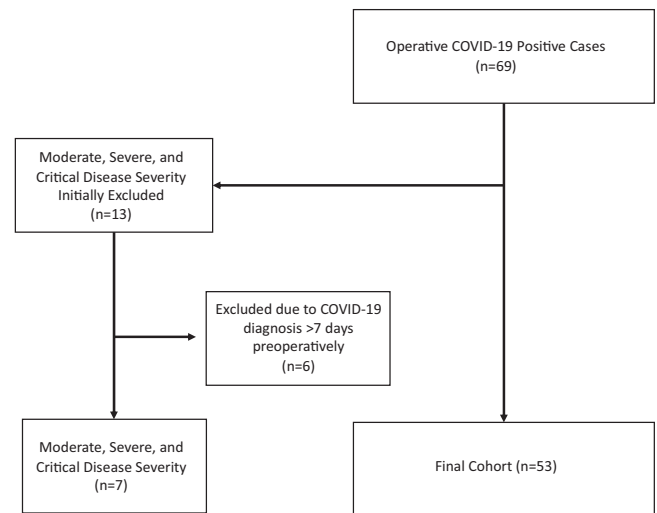 Operative COVID-19 Positive Cases
(n=69)
Moderate, Severe, and
Critical Disease Severity
Initially Excluded
(n=13)
Excluded due to COVID-19
diagnosis >7 days
preoperatively
(n=6)
Moderate, Severe, and
Critical Disease Severity
(n=7)
Final Cohort (n=53)